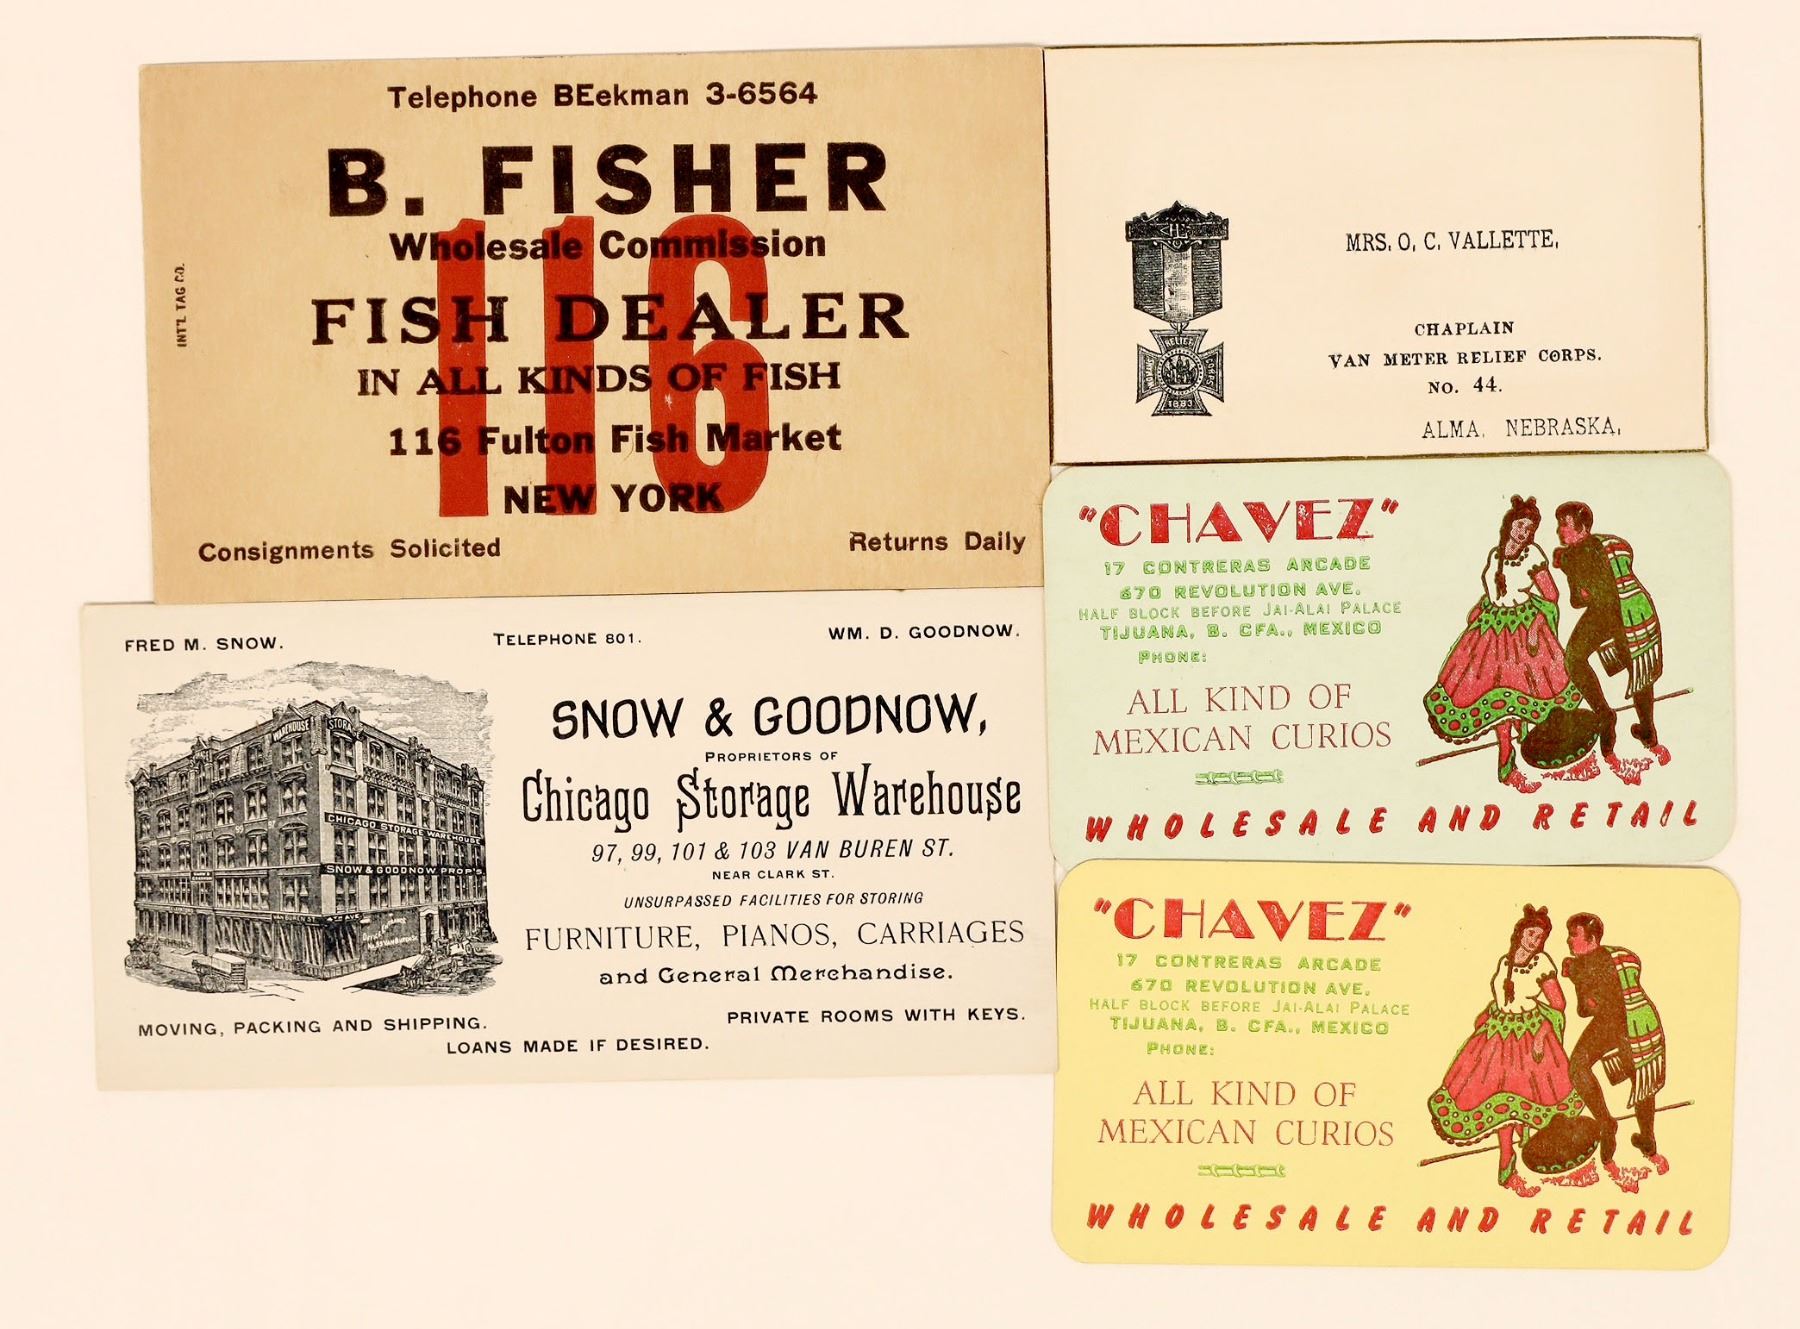 Telephone BEekman 3-6564
B. FISHER
Wholesale Commission
116
FISH DEALER
IN ALL KINDS OF FISH
116 Fulton Fish Market
NEW YORK
Consignments Solicited
Returns Daily
INT'L TAG CO.
MRS. O. C. VALLETTE,
CHAPLAIN
VAN METER RELIEF CORPS.
NO. 44.
ALMA, NEBRASKA,
RELIEF
CORPS
1883
FRED M. SNOW.
TELEPHONE 801.
WM. D. GOODNOW.
SNOW & GOODNOW,
PROPRIETORS OF
Chicago Storage Warehouse
97, 99, 101 & 103 VAN BUREN ST.
NEAR CLARK ST.
UNSURPASSED FACILITIES FOR STORING
FURNITURE, PIANOS, CARRIAGES
and General Merchandise.
PRIVATE ROOMS WITH KEYS.
MOVING, PACKING AND SHIPPING.
LOANS MADE IF DESIRED.
WAREHOUSE
CHICAGO STORAGE WAREHOUSE
SNOW & GOODNOW PROP'S
"CHAVEZ"
17 CONTRERAS ARCADE
670 REVOLUTION AVE.
HALF BLOCK BEFORE JAI-ALAI PALACE
TIJUANA, B. CFA., MEXICO
PHONE:
ALL KIND OF
MEXICAN CURIOS
WHOLESALE AND RETAIL
"CHAVEZ"
17 CONTRERAS ARCADE
670 REVOLUTION AVE.
HALF BLOCK BEFORE JAI-ALAI PALACE
TIJUANA, B. CFA., MEXICO
PHONE:
ALL KIND OF
MEXICAN CURIOS
WHOLESALE AND RETAIL